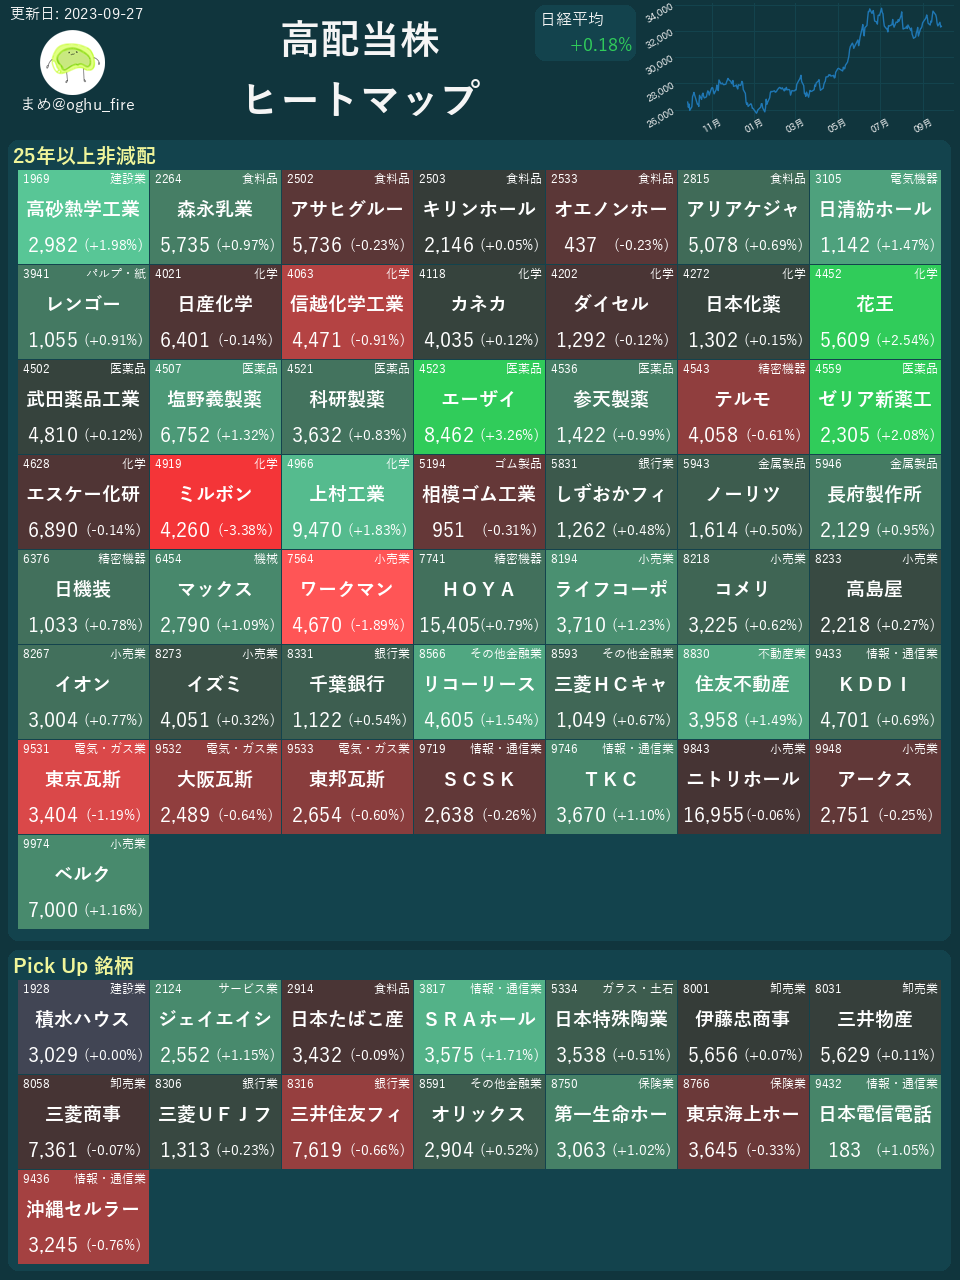 更新日: 2023-09-27
まめ@oghu_fire
高配当株
ヒートマップ
日経平均
+0.18%
34,000
32,000
30,000
28,000
26,000
11月 01月 03月 05月 07月 09月
25年以上非減配
1969 建設業 2264 食料品 2502 食料品 2503 食料品 2533 食料品 2815 食料品 3105 電気機器
高砂熱学工業 森永乳業 アサヒグルー キリンホール オエノンホー アリアケジャ 日清紡ホール
2,982 (+1.98%) 5,735 (+0.97%) 5,736 (-0.23%) 2,146 (+0.05%) 437 (-0.23%) 5,078 (+0.69%) 1,142 (+1.47%)
3941 パルプ・紙 4021 化学 4063 化学 4118 化学 4202 化学 4272 化学 4452 化学
レンゴー 日産化学 信越化学工業 カネカ ダイセル 日本化薬 花王
1,055 (+0.91%) 6,401 (-0.14%) 4,471 (-0.91%) 4,035 (+0.12%) 1,292 (-0.12%) 1,302 (+0.15%) 5,609 (+2.54%)
4502 医薬品 4507 医薬品 4521 医薬品 4523 医薬品 4536 医薬品 4543 精密機器 4559 医薬品
武田薬品工業 塩野義製薬 科研製薬 エーザイ 参天製薬 テルモ ゼリア新薬工
4,810 (+0.12%) 6,752 (+1.32%) 3,632 (+0.83%) 8,462 (+3.26%) 1,422 (+0.99%) 4,058 (-0.61%) 2,305 (+2.08%)
4628 化学 4919 化学 4966 化学 5194 ゴム製品 5831 銀行業 5943 金属製品 5946 金属製品
エスケー化研 ミルボン 上村工業 相模ゴム工業 しずおかフィ ノーリツ 長府製作所
6,890 (-0.14%) 4,260 (-3.38%) 9,470 (+1.83%) 951 (-0.31%) 1,262 (+0.48%) 1,614 (+0.50%) 2,129 (+0.95%)
6376 精密機器 6454 機械 7564 小売業 7741 精密機器 8194 小売業 8218 小売業 8233 小売業
日機装 マックス ワークマン ＨＯＹＡ ライフコーポ コメリ 高島屋
1,033 (+0.78%) 2,790 (+1.09%) 4,670 (-1.89%) 15,405(+0.79%) 3,710 (+1.23%) 3,225 (+0.62%) 2,218 (+0.27%)
8267 小売業 8273 小売業 8331 銀行業 8566 その他金融業 8593 その他金融業 8830 不動産業 9433 情報・通信業
イオン イズミ 千葉銀行 リコーリース 三菱ＨＣキャ 住友不動産 ＫＤＤＩ
3,004 (+0.77%) 4,051 (+0.32%) 1,122 (+0.54%) 4,605 (+1.54%) 1,049 (+0.67%) 3,958 (+1.49%) 4,701 (+0.69%)
9531 電気・ガス業 9532 電気・ガス業 9533 電気・ガス業 9719 情報・通信業 9746 情報・通信業 9843 小売業 9948 小売業
東京瓦斯 大阪瓦斯 東邦瓦斯 ＳＣＳＫ ＴＫＣ ニトリホール アークス
3,404 (-1.19%) 2,489 (-0.64%) 2,654 (-0.60%) 2,638 (-0.26%) 3,670 (+1.10%) 16,955(-0.06%) 2,751 (-0.25%)
9974 小売業
ベルク
7,000 (+1.16%)
Pick Up 銘柄
1928 建設業 2124 サービス業 2914 食料品 3817 情報・通信業 5334 ガラス・土石 8001 卸売業 8031 卸売業
積水ハウス ジェイエイシ 日本たばこ産 ＳＲＡホール 日本特殊陶業 伊藤忠商事 三井物産
3,029 (+0.00%) 2,552 (+1.15%) 3,432 (-0.09%) 3,575 (+1.71%) 3,538 (+0.51%) 5,656 (+0.07%) 5,629 (+0.11%)
8058 卸売業 8306 銀行業 8316 銀行業 8591 その他金融業 8750 保険業 8766 保険業 9432 情報・通信業
三菱商事 三菱ＵＦＪフ 三井住友フィ オリックス 第一生命ホー 東京海上ホー 日本電信電話
7,361 (-0.07%) 1,313 (+0.23%) 7,619 (-0.66%) 2,904 (+0.52%) 3,063 (+1.02%) 3,645 (-0.33%) 183 (+1.05%)
9436 情報・通信業
沖縄セルラー
3,245 (-0.76%)